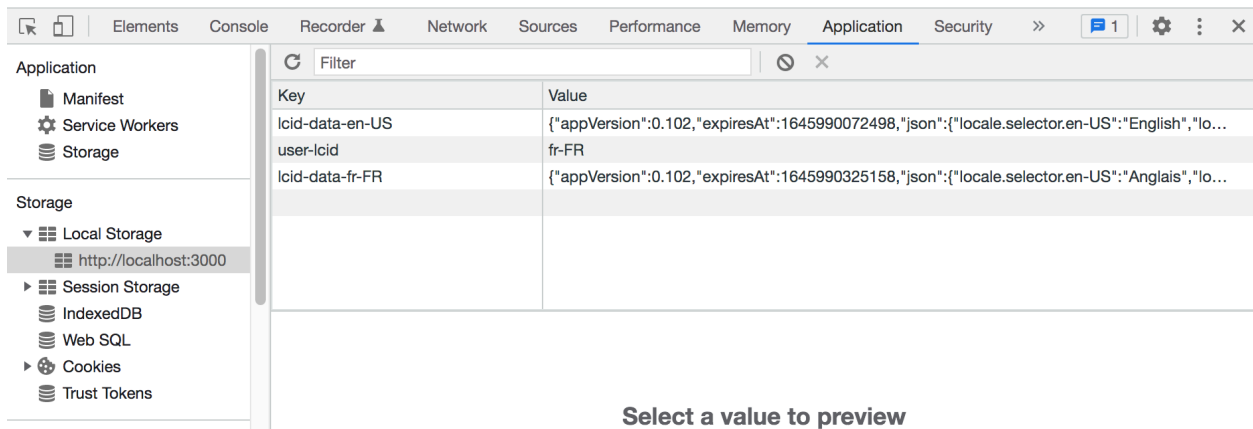 Elements Console Recorder Network Sources Performance Memory Application Security » 1
Application
Manifest
Service Workers
Storage
Storage
Local Storage
http://localhost:3000
Session Storage
IndexedDB
Web SQL
Cookies
Trust Tokens
Filter
Key Value
lcid-data-en-US {"appVersion":0.102,"expiresAt":1645990072498,"json":{"locale.selector.en-US":"English","lo…
user-lcid fr-FR
lcid-data-fr-FR {"appVersion":0.102,"expiresAt":1645990325158,"json":{"locale.selector.en-US":"Anglais","lo…
Select a value to preview